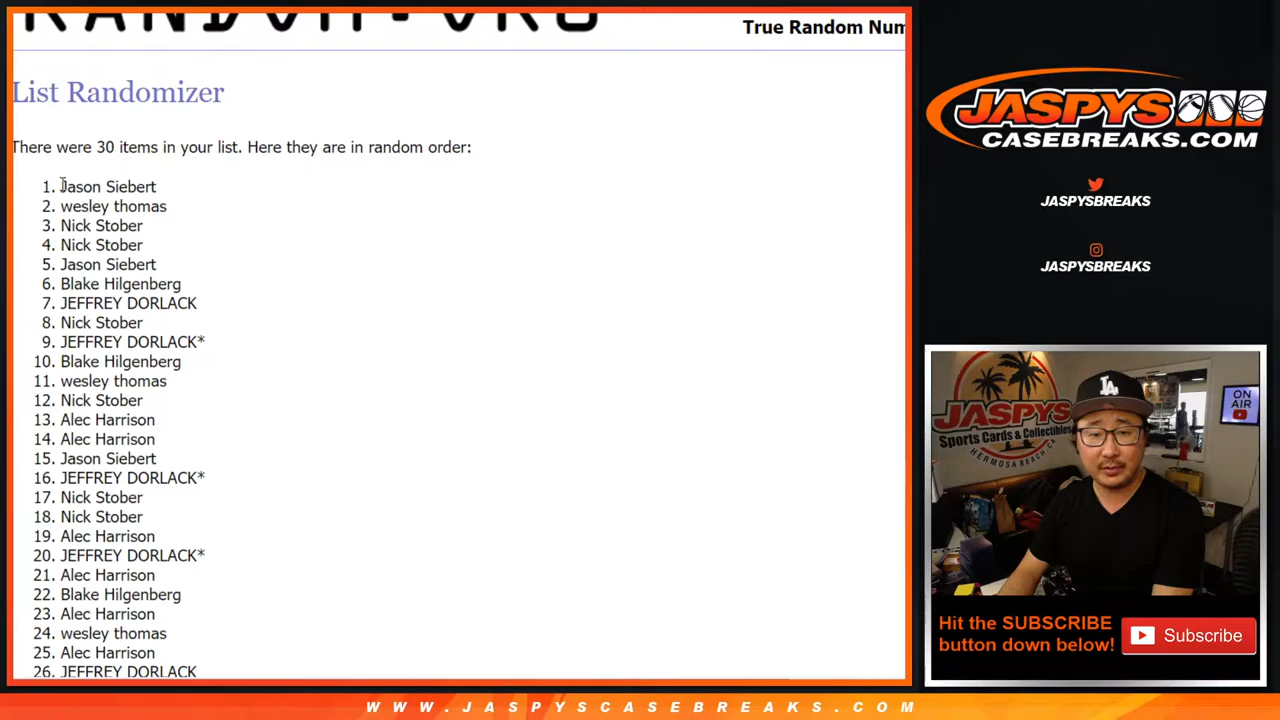 RANDOM.ORG
True Random Num
List Randomizer
There were 30 items in your list. Here they are in random order:
1. Jason Siebert
2. wesley thomas
3. Nick Stober
4. Nick Stober
5. Jason Siebert
6. Blake Hilgenberg
7. JEFFREY DORLACK
8. Nick Stober
9. JEFFREY DORLACK*
10. Blake Hilgenberg
11. wesley thomas
12. Nick Stober
13. Alec Harrison
14. Alec Harrison
15. Jason Siebert
16. JEFFREY DORLACK*
17. Nick Stober
18. Nick Stober
19. Alec Harrison
20. JEFFREY DORLACK*
21. Alec Harrison
22. Blake Hilgenberg
23. Alec Harrison
24. wesley thomas
25. Alec Harrison
26. JEFFREY DORLACK
JASPYS
CASEBREAKS.COM
JASPYSBREAKS
JASPYSBREAKS
JASPYS
Sports Cards & Collectibles
HERMOSA BEACH, CA
LA
ON
AIR
Hit the SUBSCRIBE
button down below!
Subscribe
WWW.JASPYSCASEBREAKS.COM